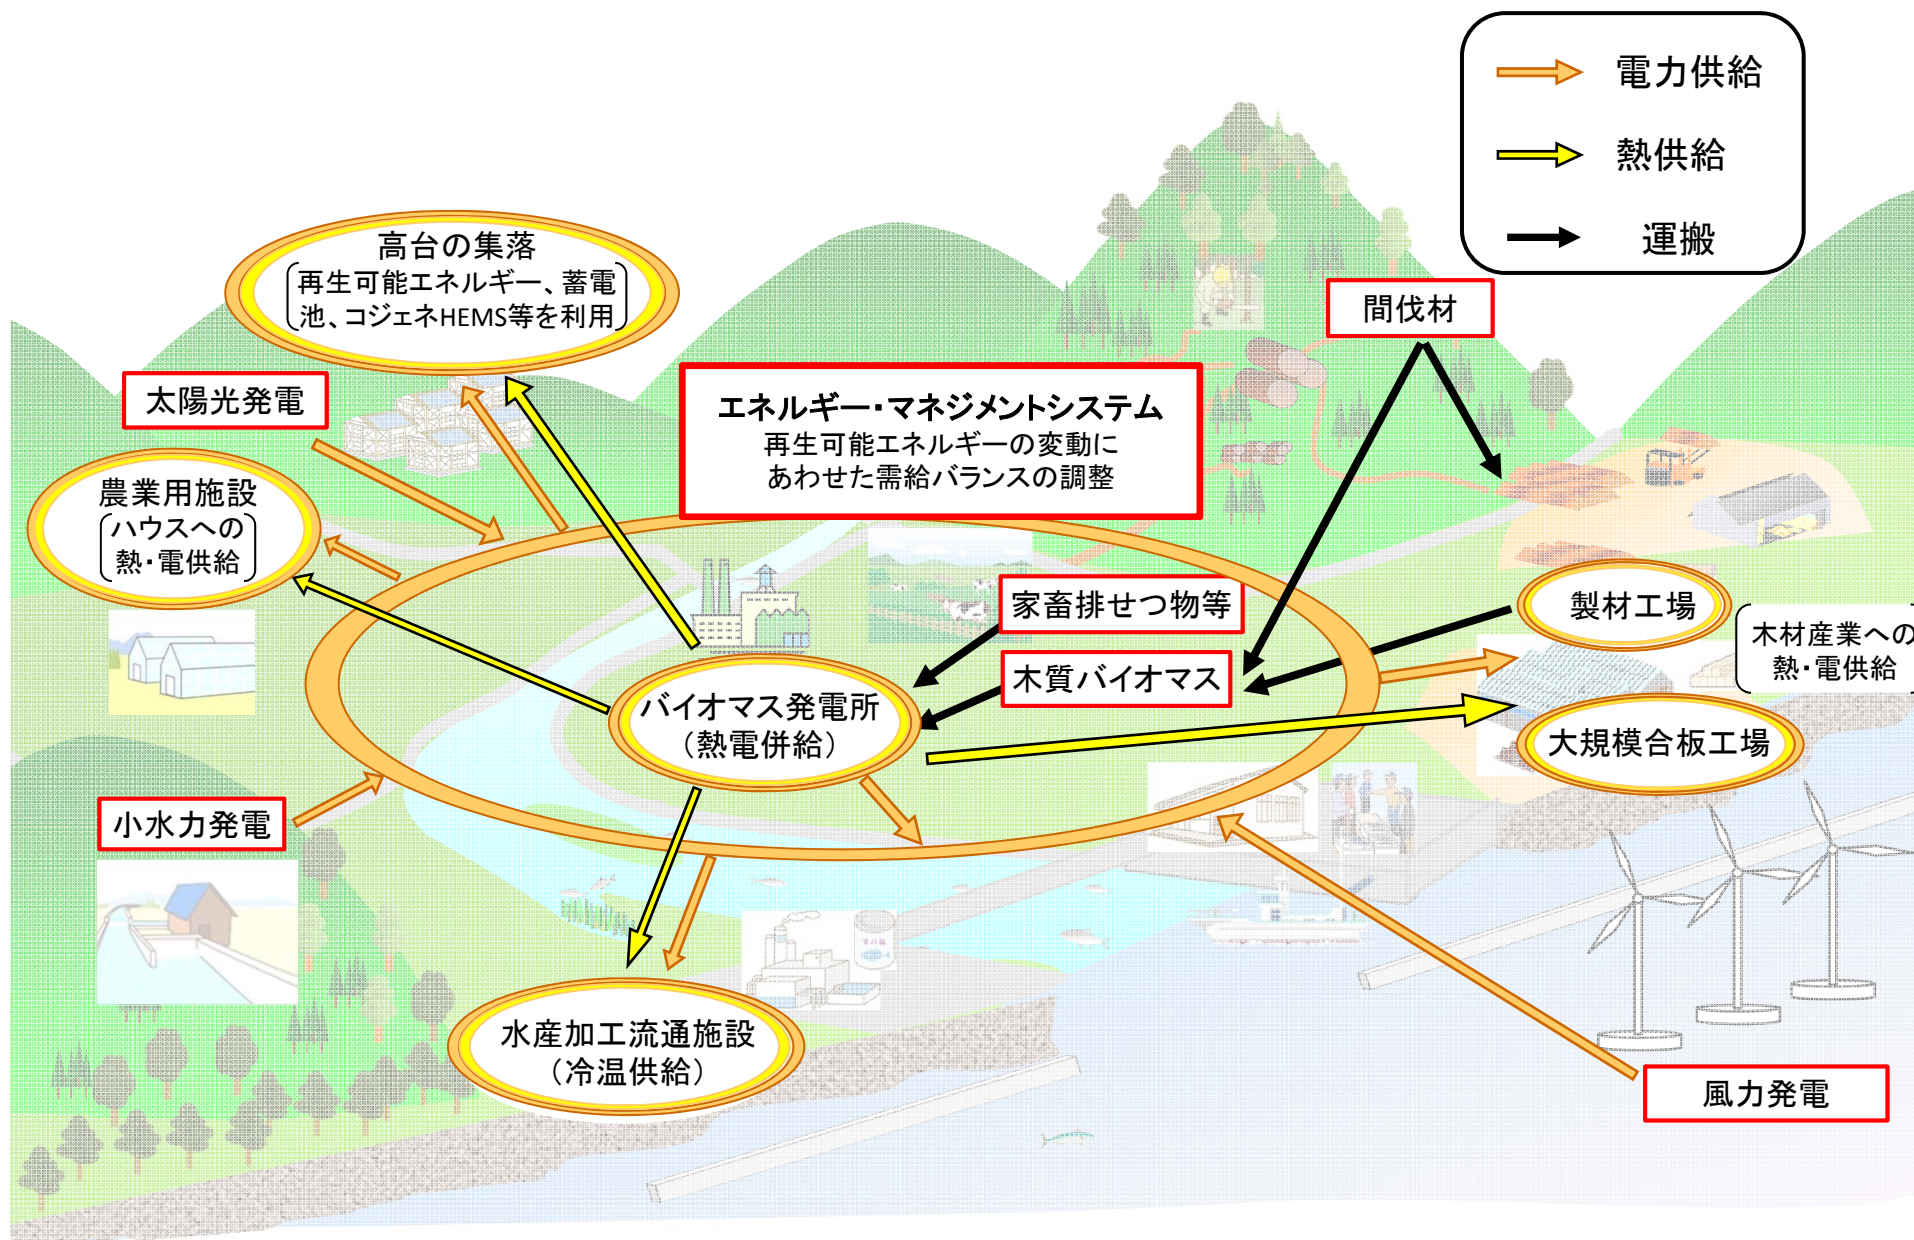 電力供給
熱供給
運搬
高台の集落
再生可能エネルギー、蓄電
池、コジェネHEMS等を利用
間伐材
太陽光発電
エネルギー・マネジメントシステム
再生可能エネルギーの変動に
あわせた需給バランスの調整
農業用施設
ハウスへの
熱・電供給
家畜排せつ物等
製材工場
木材産業への
熱・電供給
木質バイオマス
バイオマス発電所
（熱電併給）
大規模合板工場
小水力発電
水産加工流通施設
（冷温供給）
風力発電